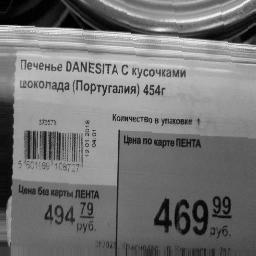 Печенье DANESITA С кусочками
шоколада (Португалия) 454г
Количество в упаковке 1
Цена по карте ЛЕНТА
469 99
руб.
Цена без карты ЛЕНТА
494 79
руб.